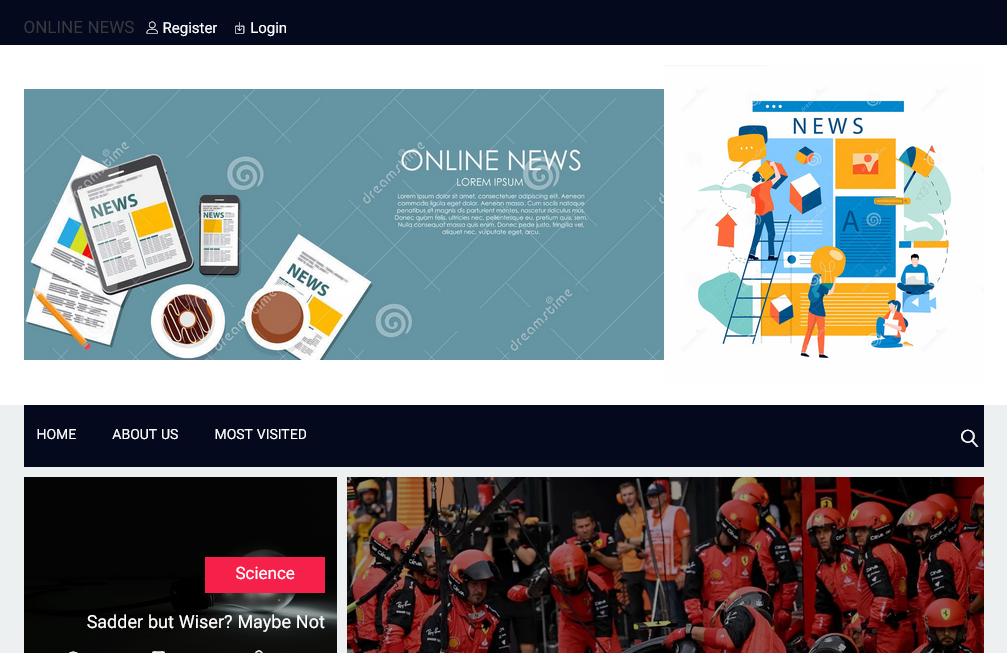 ONLINE NEWS
Register
Login
dreamstime
dreamstime
dreamstime
dreamstime
ONLINE NEWS
LOREM IPSUM
Lorem ipsum dolor sit amet, consectetuer adipiscing elit. Aenean
commodo ligula eget dolor. Aenean massa. Cum sociis natoque
penatibus et magnis dis parturient montes, nascetur ridiculus mus.
Donec quam felis, ultricies nec, pellentesque eu, pretium quis, sem.
Nulla consequat massa quis enim. Donec pede justo, fringilla vel,
aliquet nec, vulputate eget, arcu.
NEWS
NEWS
NEWS
NEWS
A
HOME
ABOUT US
MOST VISITED
Science
Sadder but Wiser? Maybe Not